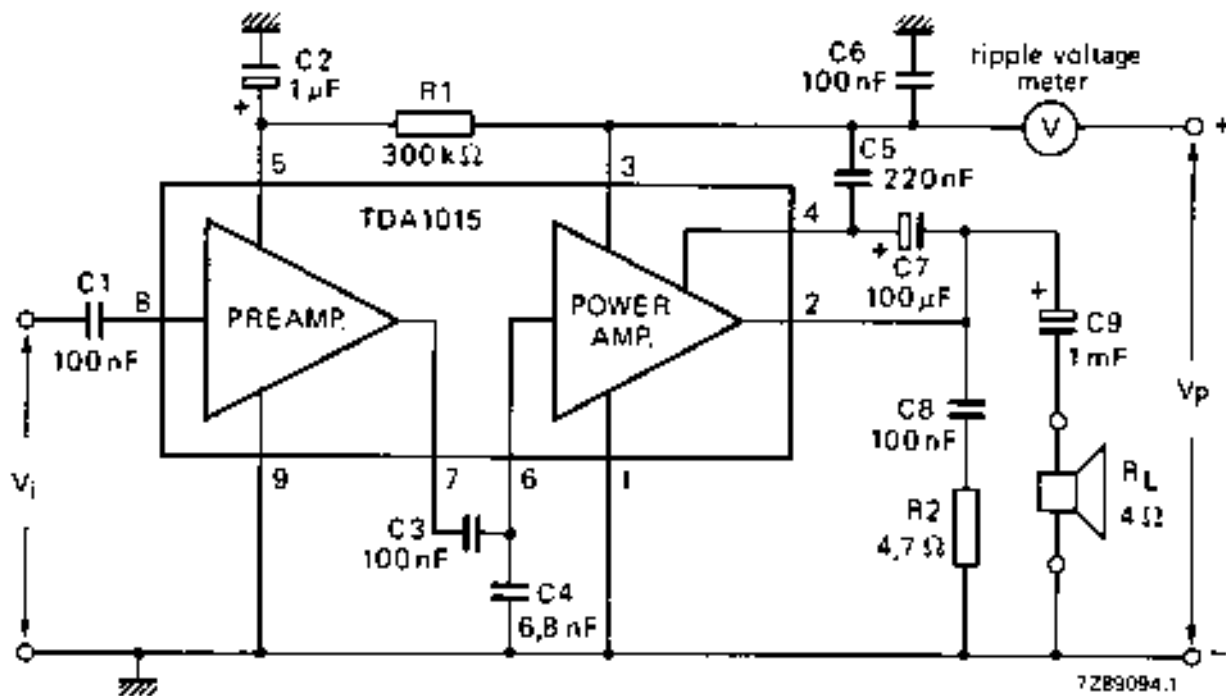 C2
1 µF
+
R1
300 kΩ
C6
100 nF
ripple voltage
meter
V
+
5
3
C5
220 nF
TDA1015
4
+
C7
100 µF
C1
8
100 nF
PREAMP.
POWER
AMP.
2
+
C9
1 mF
Vp
C8
100 nF
Vi
9
7
6
1
C3
100 nF
R2
4,7 Ω
RL
4 Ω
C4
6,8 nF
-
7Z89094.1